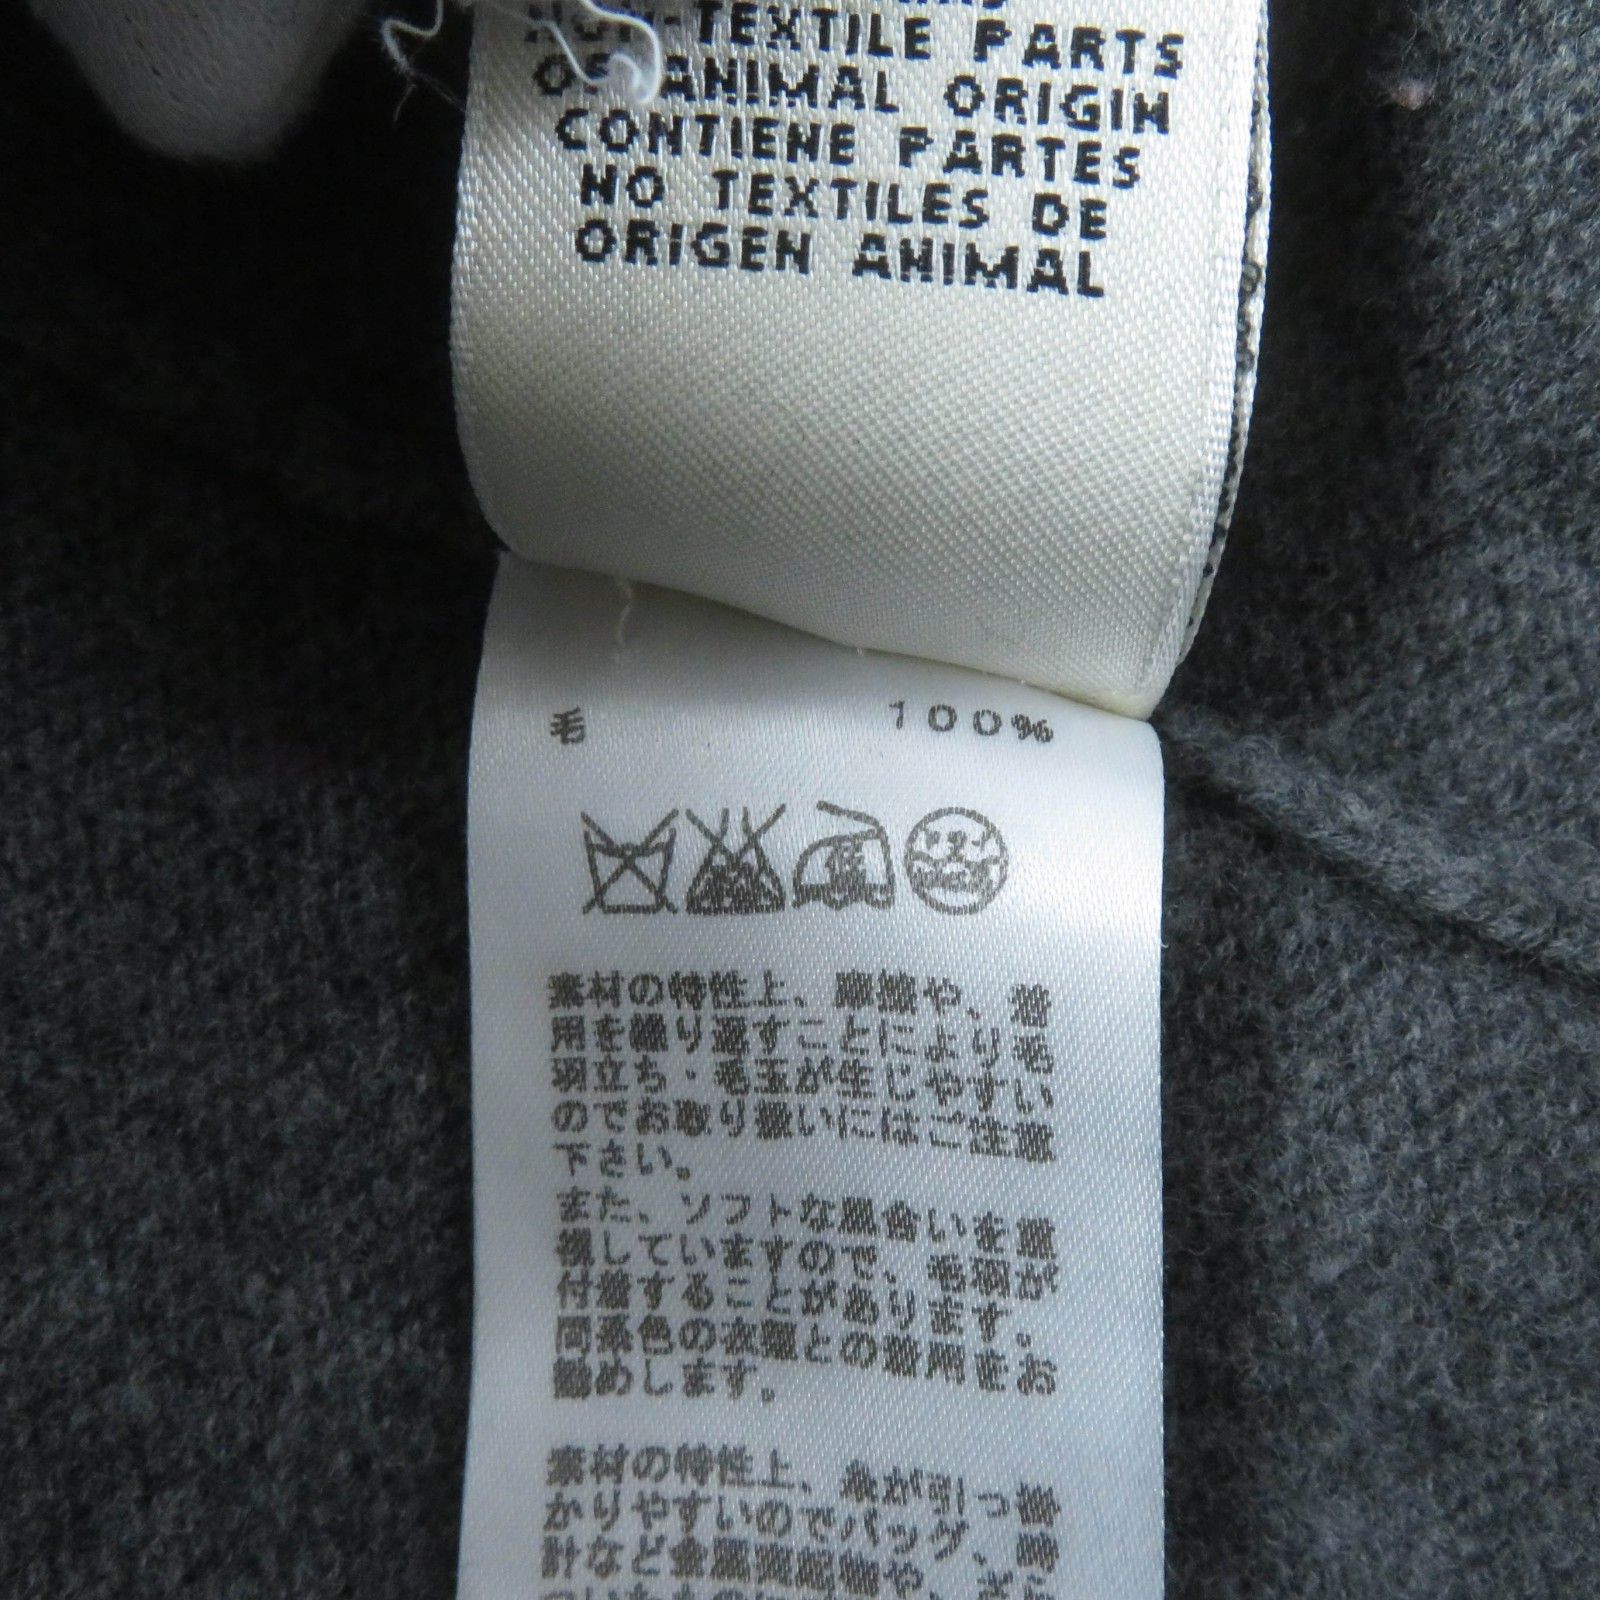 NON-TEXTILE PARTS
OF ANIMAL ORIGIN
CONTIENE PARTES
NO TEXTILES DE
ORIGEN ANIMAL
毛 100%
素材の特性上、摩擦や、着
用を繰り返すことにより毛
羽立ち・毛玉が生じやすい
のでお取り扱いにはご注意
下さい。
また、ソフトな風合いを重
視していますので、毛羽が
付着することがあります。
同系色の衣類との着用をお
勧めします。
素材の特性上、糸が引っ掛
かりやすいのでバッグ、時
計など金属突起物や、ざら